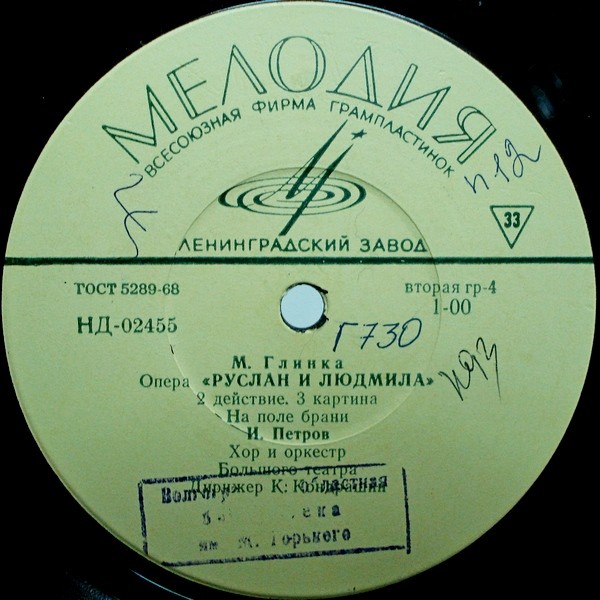 МЕЛОДИЯ
ВСЕСОЮЗНАЯ ФИРМА ГРАМПЛАСТИНОК
п.12
33
ЛЕНИНГРАДСКИЙ ЗАВОД
ГОСТ 5289-68
вторая гр-4
НД-02455
1-00
Г730
М. Глинка
Опера «РУСЛАН И ЛЮДМИЛА»
2 действие. 3 картина
На поле брани
И. Петров
Хор и оркестр
Большого театра
Дирижер К. Кондрашин
областная
им. М. Горького